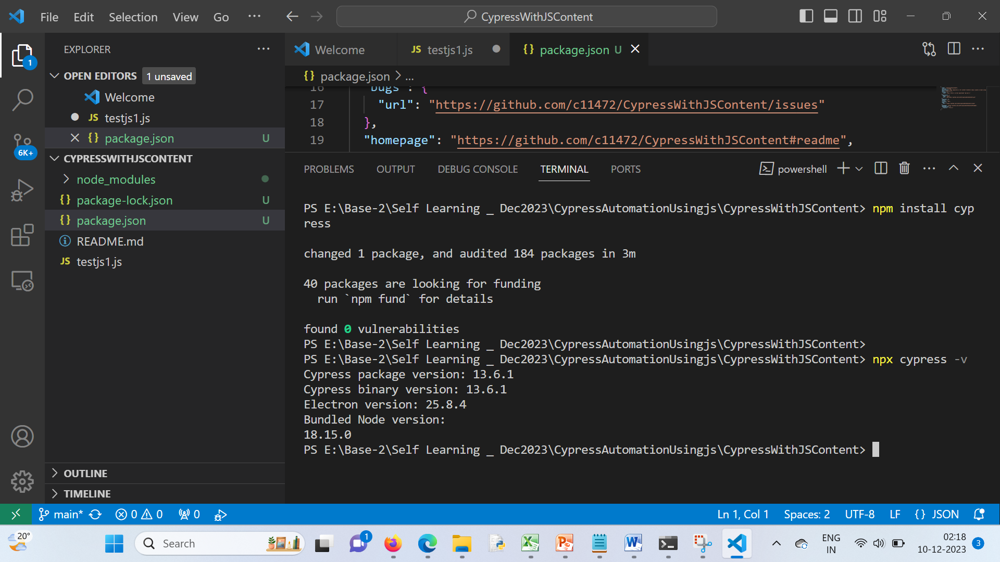 File Edit Selection View Go ··· CypressWithJSContent
EXPLORER ···
OPEN EDITORS 1 unsaved
Welcome
JS testjs1.js
{} package.json U
CYPRESSWITHJSCONTENT
node_modules
{} package-lock.json U
{} package.json U
README.md
JS testjs1.js
OUTLINE
TIMELINE
1
6K+
Welcome JS testjs1.js {} package.json U
{} package.json > ...
16 "bugs": {
17 "url": "https://github.com/c11472/CypressWithJSContent/issues"
18 },
19 "homepage": "https://github.com/c11472/CypressWithJSContent#readme",
PROBLEMS OUTPUT DEBUG CONSOLE TERMINAL PORTS powershell
PS E:\Base-2\Self Learning _ Dec2023\CypressAutomationUsingjs\CypressWithJSContent> npm install cyp
ress
changed 1 package, and audited 184 packages in 3m
40 packages are looking for funding
run `npm fund` for details
found 0 vulnerabilities
PS E:\Base-2\Self Learning _ Dec2023\CypressAutomationUsingjs\CypressWithJSContent>
PS E:\Base-2\Self Learning _ Dec2023\CypressAutomationUsingjs\CypressWithJSContent> npx cypress -v
Cypress package version: 13.6.1
Cypress binary version: 13.6.1
Electron version: 25.8.4
Bundled Node version:
18.15.0
PS E:\Base-2\Self Learning _ Dec2023\CypressAutomationUsingjs\CypressWithJSContent>
main* 0 0 0 Ln 1, Col 1 Spaces: 2 UTF-8 LF {} JSON
20° Search 1 ENG 02:18
IN 10-12-2023 3